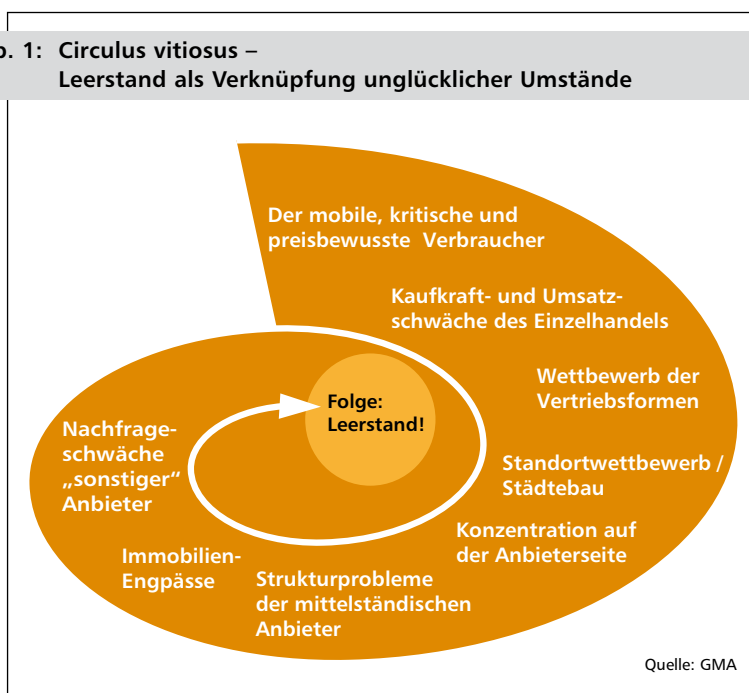 b. 1: Circulus vitiosus –
Leerstand als Verknüpfung unglücklicher Umstände
Der mobile, kritische und
preisbewusste Verbraucher
Kaufkraft- und Umsatz-
schwäche des Einzelhandels
Wettbewerb der
Vertriebsformen
Standortwettbewerb /
Städtebau
Konzentration auf
der Anbieterseite
Strukturprobleme
der mittelständischen
Anbieter
Immobilien-
Engpässe
Nachfrage-
schwäche
„sonstiger“
Anbieter
Folge:
Leerstand!
Quelle: GMA